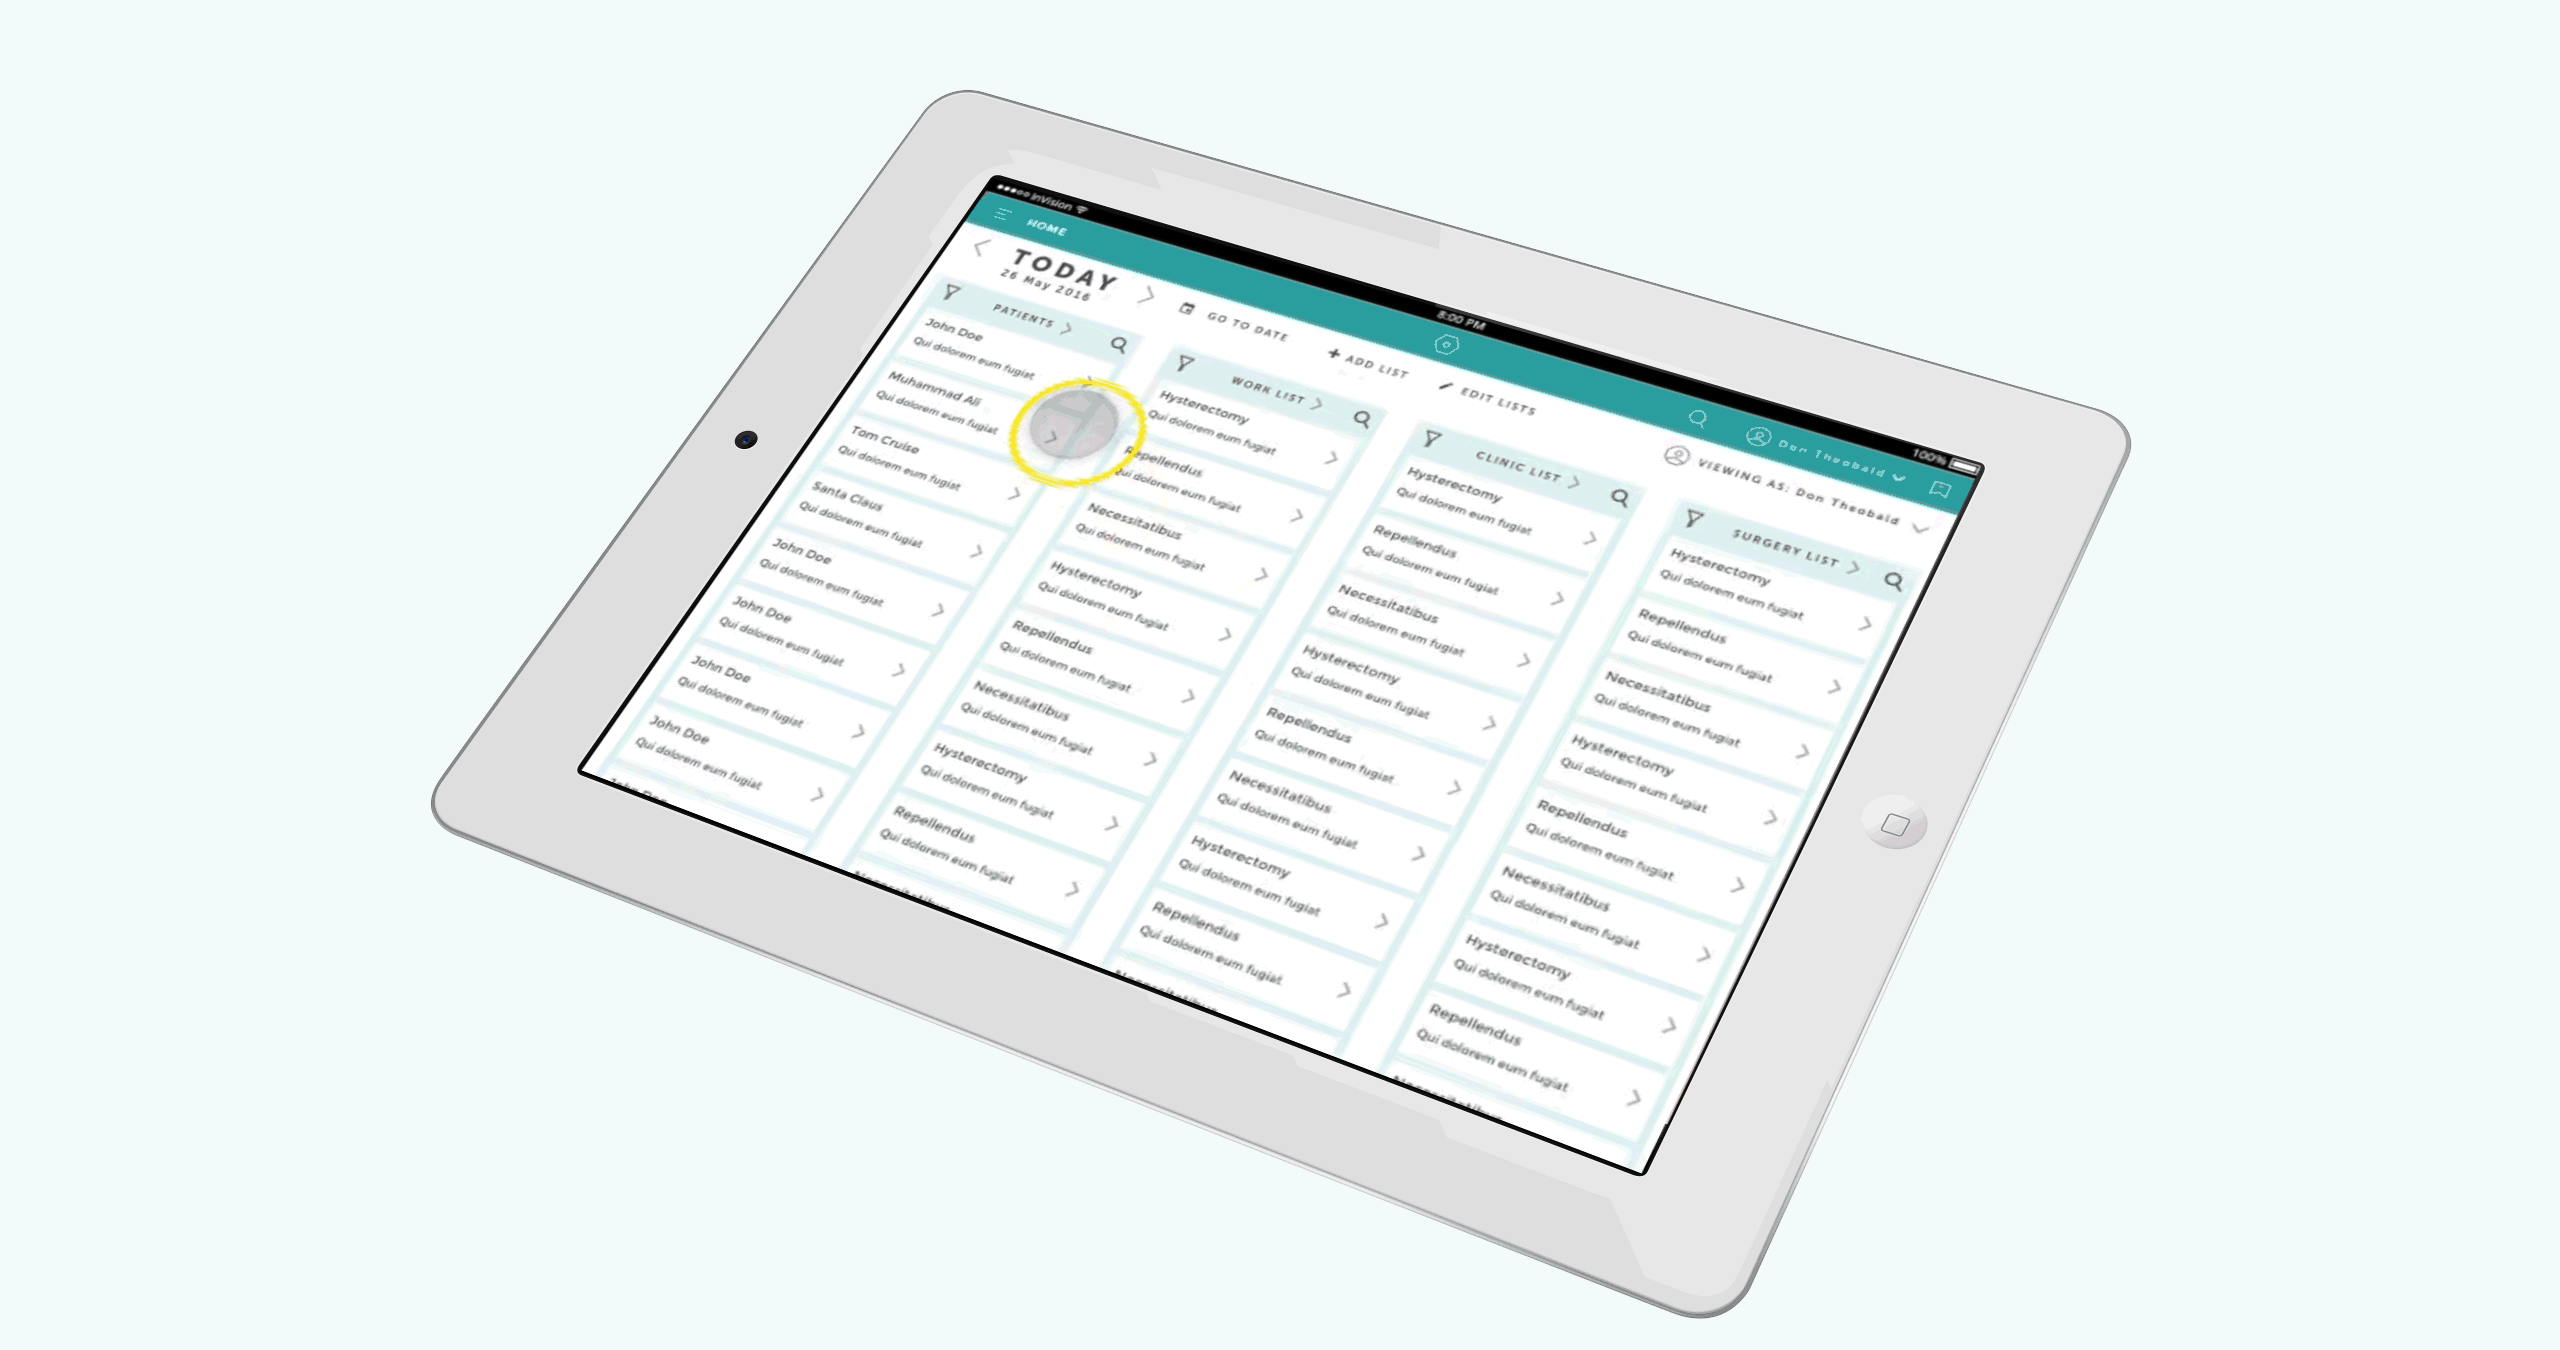 InVision
8:00 PM
100%
HOME
Don Theobald
TODAY
26 May 2016
GO TO DATE
+ ADD LIST
EDIT LISTS
VIEWING AS: Don Theobald
PATIENTS
John Doe
Qui dolorem eum fugiat
Muhammad Ali
Qui dolorem eum fugiat
Tom Cruise
Qui dolorem eum fugiat
Santa Claus
Qui dolorem eum fugiat
John Doe
Qui dolorem eum fugiat
John Doe
Qui dolorem eum fugiat
John Doe
Qui dolorem eum fugiat
John Doe
Qui dolorem eum fugiat
John Doe
WORK LIST
Hysterectomy
Qui dolorem eum fugiat
Repellendus
Qui dolorem eum fugiat
Necessitatibus
Qui dolorem eum fugiat
Hysterectomy
Qui dolorem eum fugiat
Repellendus
Qui dolorem eum fugiat
Necessitatibus
Qui dolorem eum fugiat
Hysterectomy
Qui dolorem eum fugiat
Repellendus
Qui dolorem eum fugiat
Necessitatibus
CLINIC LIST
Hysterectomy
Qui dolorem eum fugiat
Repellendus
Qui dolorem eum fugiat
Necessitatibus
Qui dolorem eum fugiat
Hysterectomy
Qui dolorem eum fugiat
Repellendus
Qui dolorem eum fugiat
Necessitatibus
Qui dolorem eum fugiat
Hysterectomy
Qui dolorem eum fugiat
Repellendus
Qui dolorem eum fugiat
Necessitatibus
SURGERY LIST
Hysterectomy
Qui dolorem eum fugiat
Repellendus
Qui dolorem eum fugiat
Necessitatibus
Qui dolorem eum fugiat
Hysterectomy
Qui dolorem eum fugiat
Repellendus
Qui dolorem eum fugiat
Necessitatibus
Qui dolorem eum fugiat
Hysterectomy
Qui dolorem eum fugiat
Repellendus
Qui dolorem eum fugiat
Necessitatibus